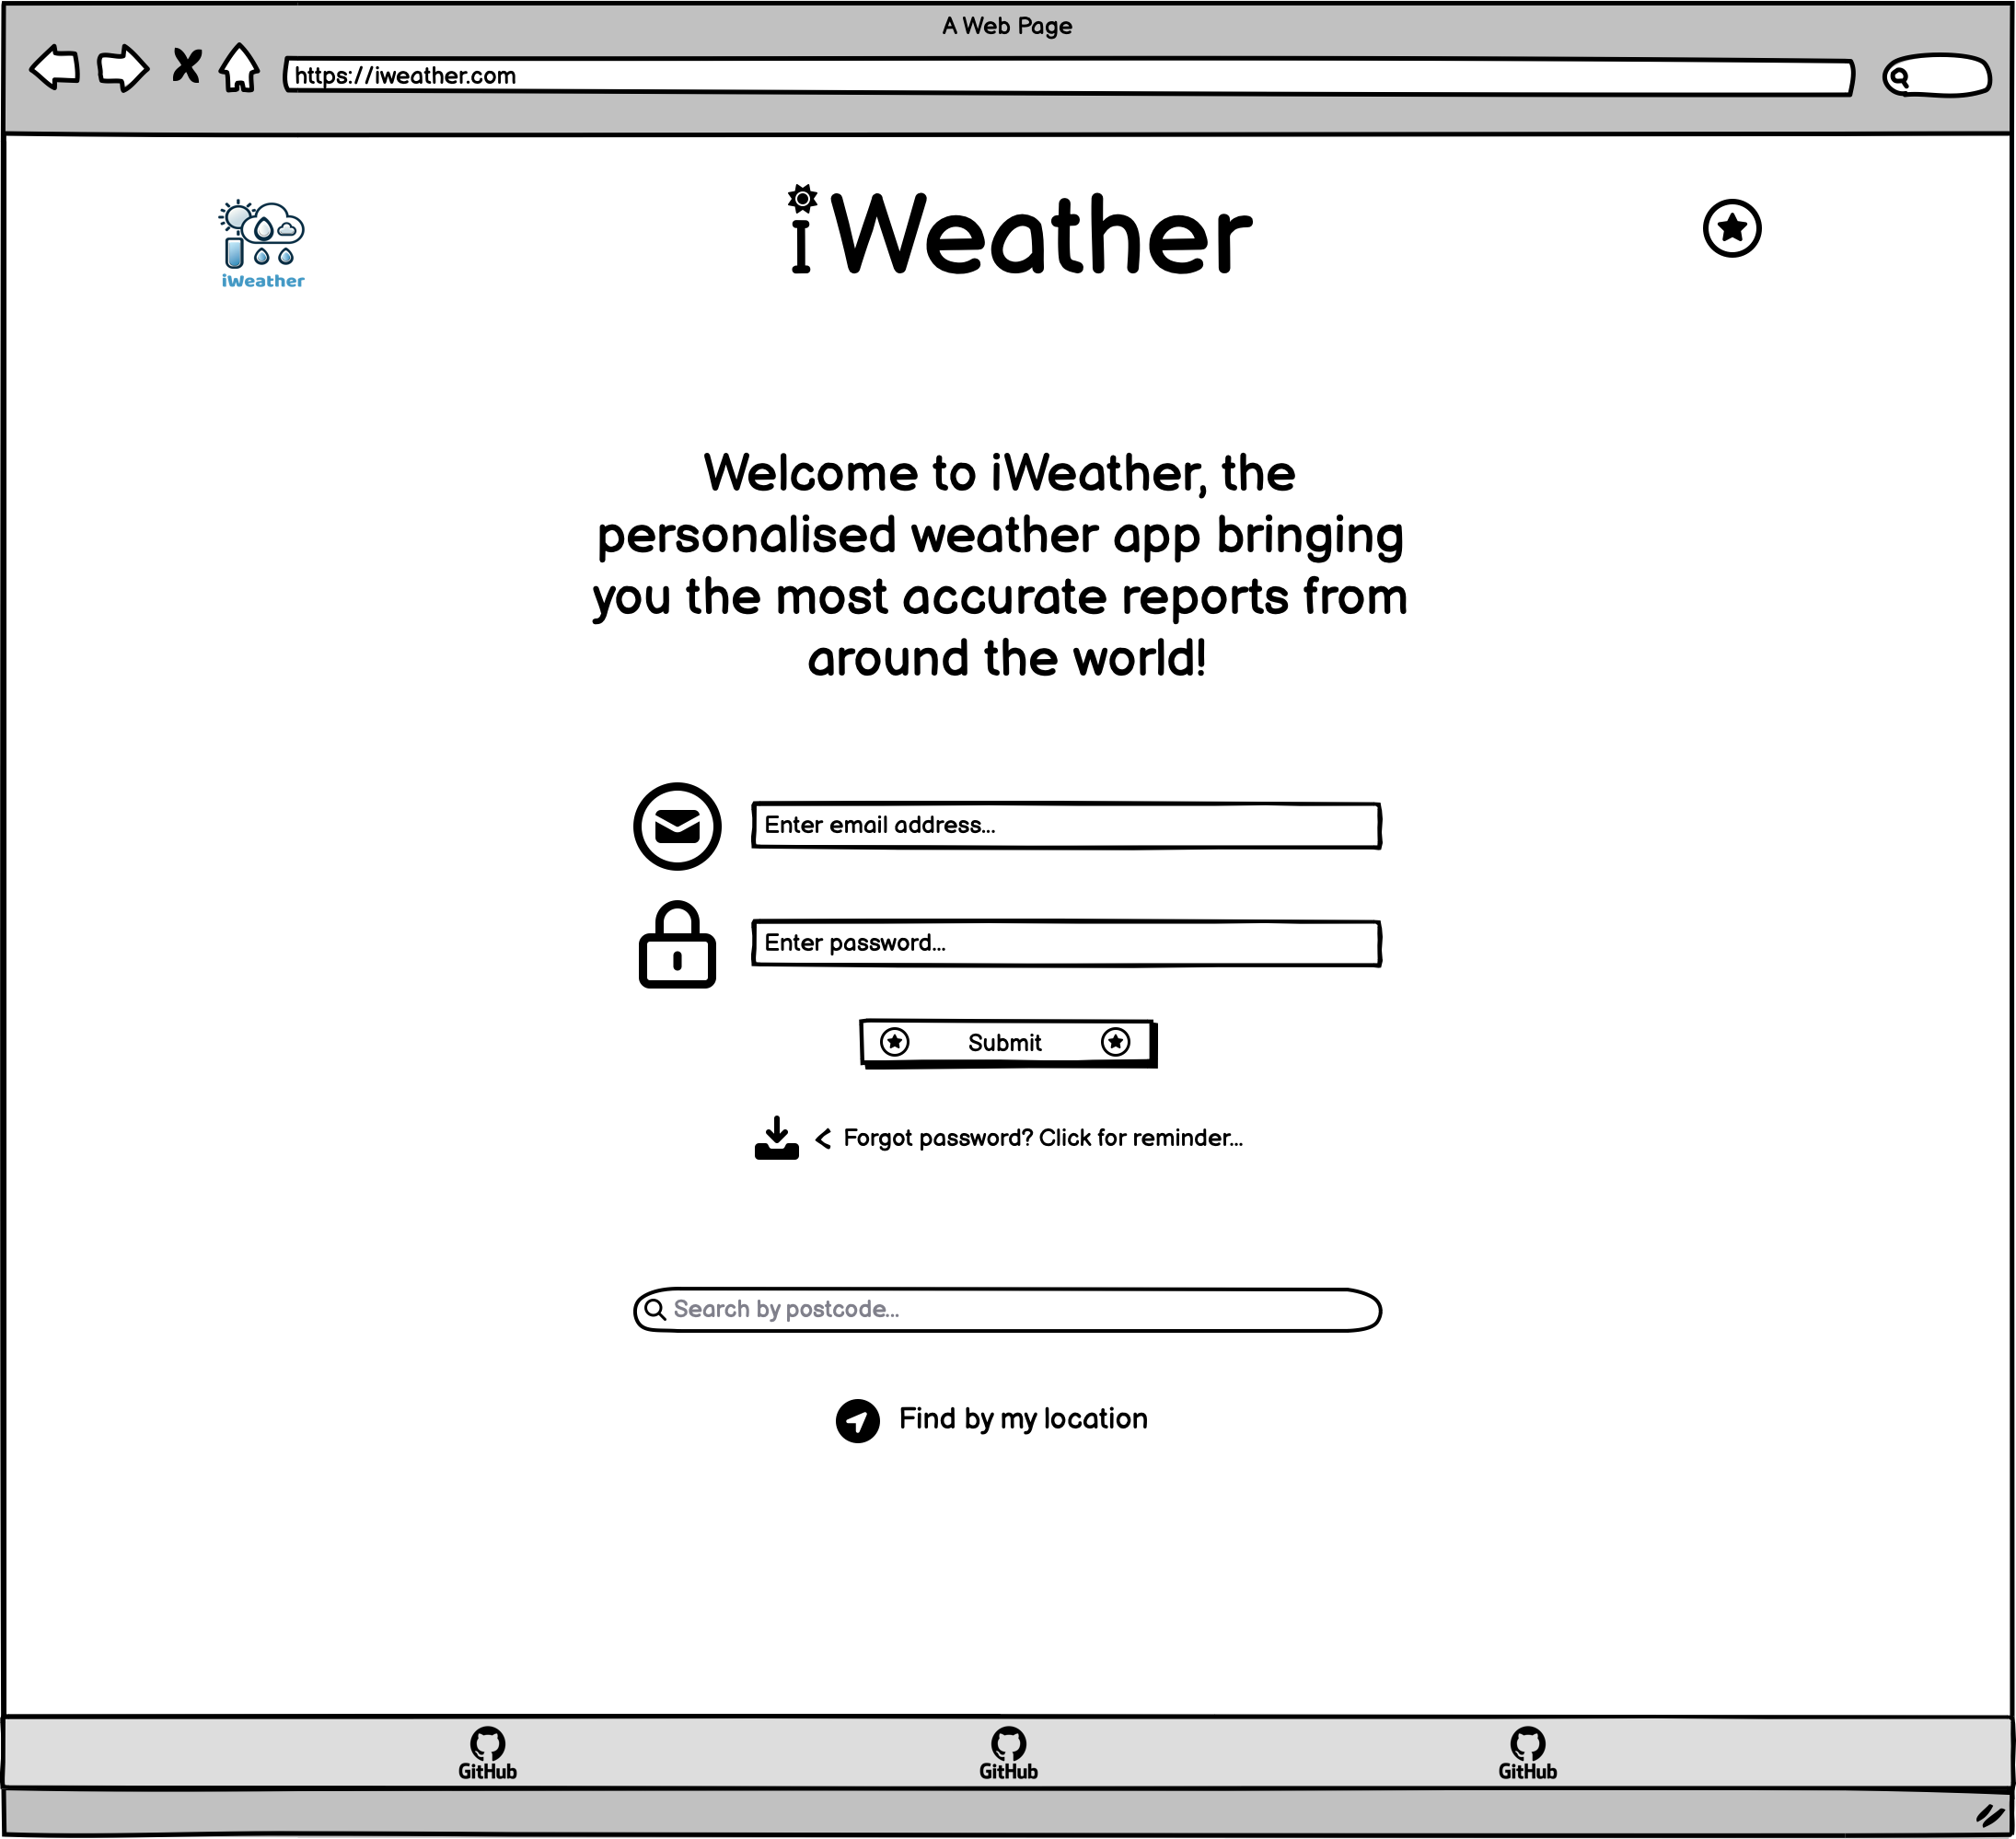 A Web Page
https://iweather.com
iWeather
iWeather
Welcome to iWeather, the
personalised weather app bringing
you the most accurate reports from
around the world!
Enter email address...
Enter password...
Submit
< Forgot password? Click for reminder...
Search by postcode...
Find by my location
GitHub GitHub GitHub